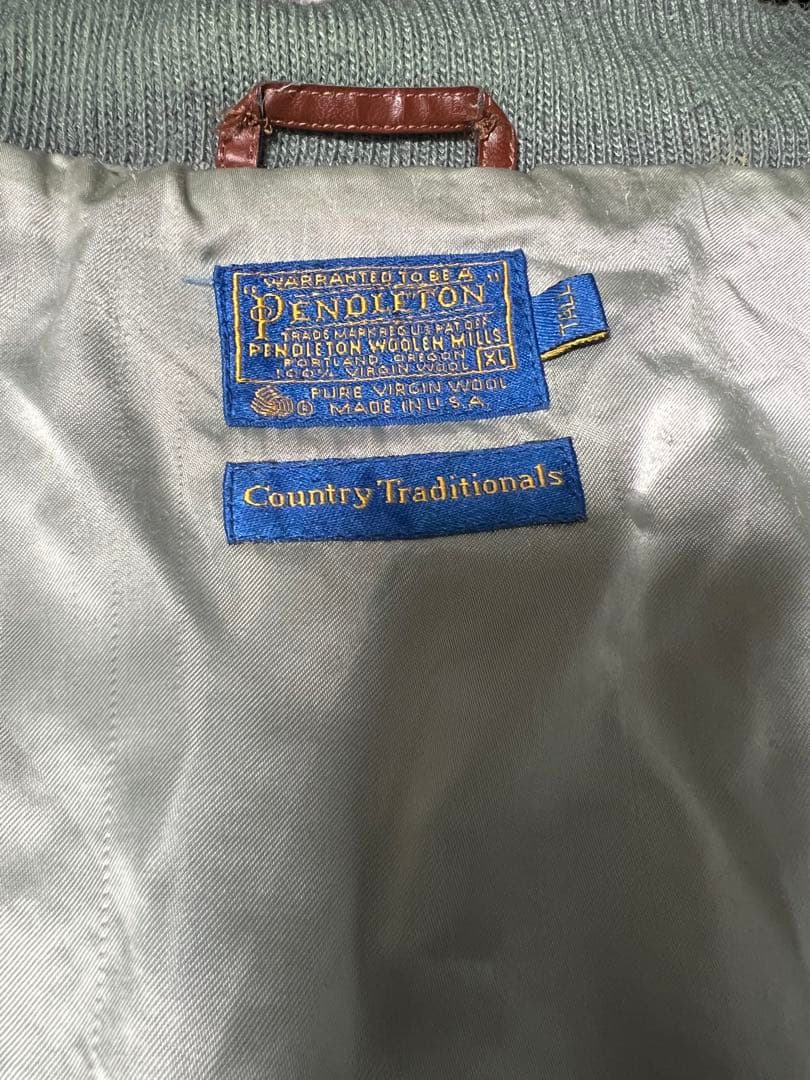 "WARRANTED TO BE A"
PENDLETON
TRADE MARK REG U.S PAT OFF.
PENDLETON WOOLEN MILLS
PORTLAND, OREGON
100% VIRGIN WOOL
XL
PURE VIRGIN WOOL
® MADE IN U.S.A.
TALL
Country Traditionals